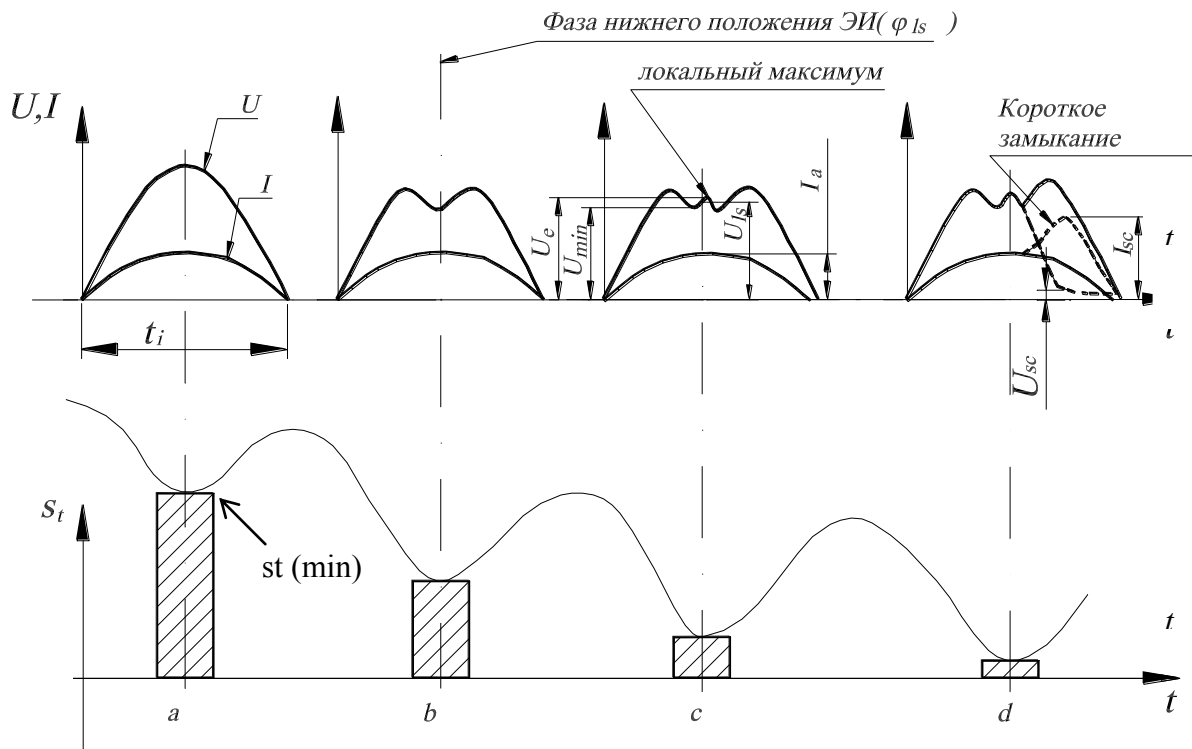 Фаза нижнего положения ЭИ( φ ls )
локальный максимум
Короткое
замыкание
U,I
U
I
U e
U min
U ls
I a
I sc
t
t i
U sc
s t
st (min)
t
t
a
b
c
d